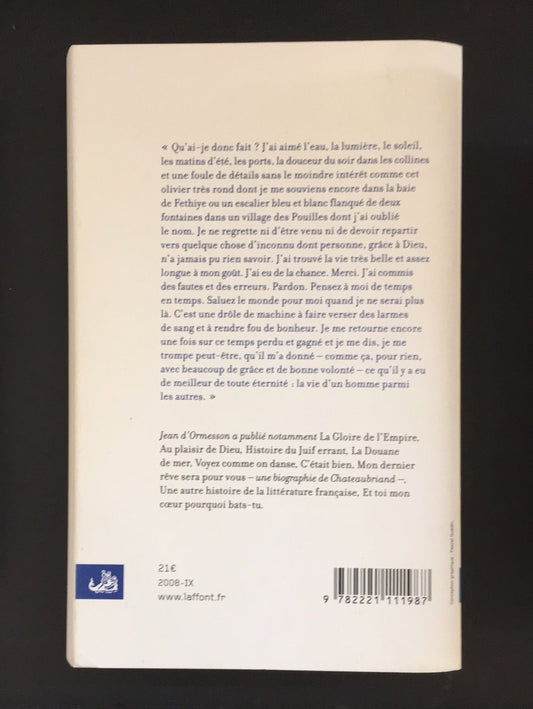 « Qu'ai-je donc fait ? J'ai aimé l'eau, la lumière, le soleil,
les matins d'été, les ports, la douceur du soir dans les collines
et une foule de détails sans le moindre intérêt comme cet
olivier très rond dont je me souviens encore dans la baie
de Fethiye ou un escalier bleu et blanc flanqué de deux
fontaines dans un village des Pouilles dont j'ai oublié
le nom. Je ne regrette ni d'être venu ni de devoir repartir
vers quelque chose d'inconnu dont personne, grâce à Dieu,
n'a jamais pu rien savoir. J'ai trouvé la vie très belle et assez
longue à mon goût. J'ai eu de la chance. Merci. J'ai commis
des fautes et des erreurs. Pardon. Pensez à moi de temps
en temps. Saluez le monde pour moi quand je ne serai plus
là. C'est une drôle de machine à faire verser des larmes
de sang et à rendre fou de bonheur. Je me retourne encore
une fois sur ce temps perdu et gagné et je me dis, je me
trompe peut-être, qu'il m'a donné – comme ça, pour rien,
avec beaucoup de grâce et de bonne volonté – ce qu'il y a eu
de meilleur de toute éternité : la vie d'un homme parmi
les autres. »
Jean d'Ormesson a publié notamment La Gloire de l'Empire,
Au plaisir de Dieu, Histoire du Juif errant, La Douane
de mer, Voyez comme on danse, C'était bien, Mon dernier
rêve sera pour vous – une biographie de Chateaubriand –,
Une autre histoire de la littérature française, Et toi mon
cœur pourquoi bats-tu.
21€
2008-IX
www.laffont.fr
9 782221 111987